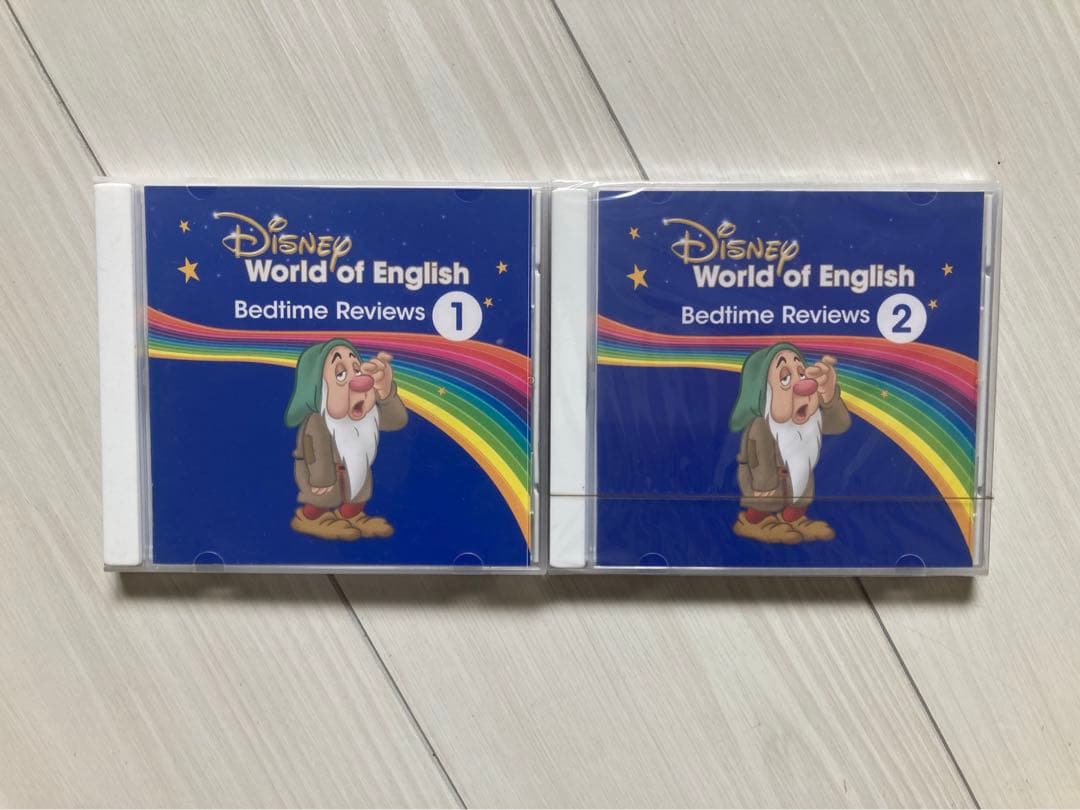 Disney
World of English
Bedtime Reviews 1
Disney
World of English
Bedtime Reviews 2